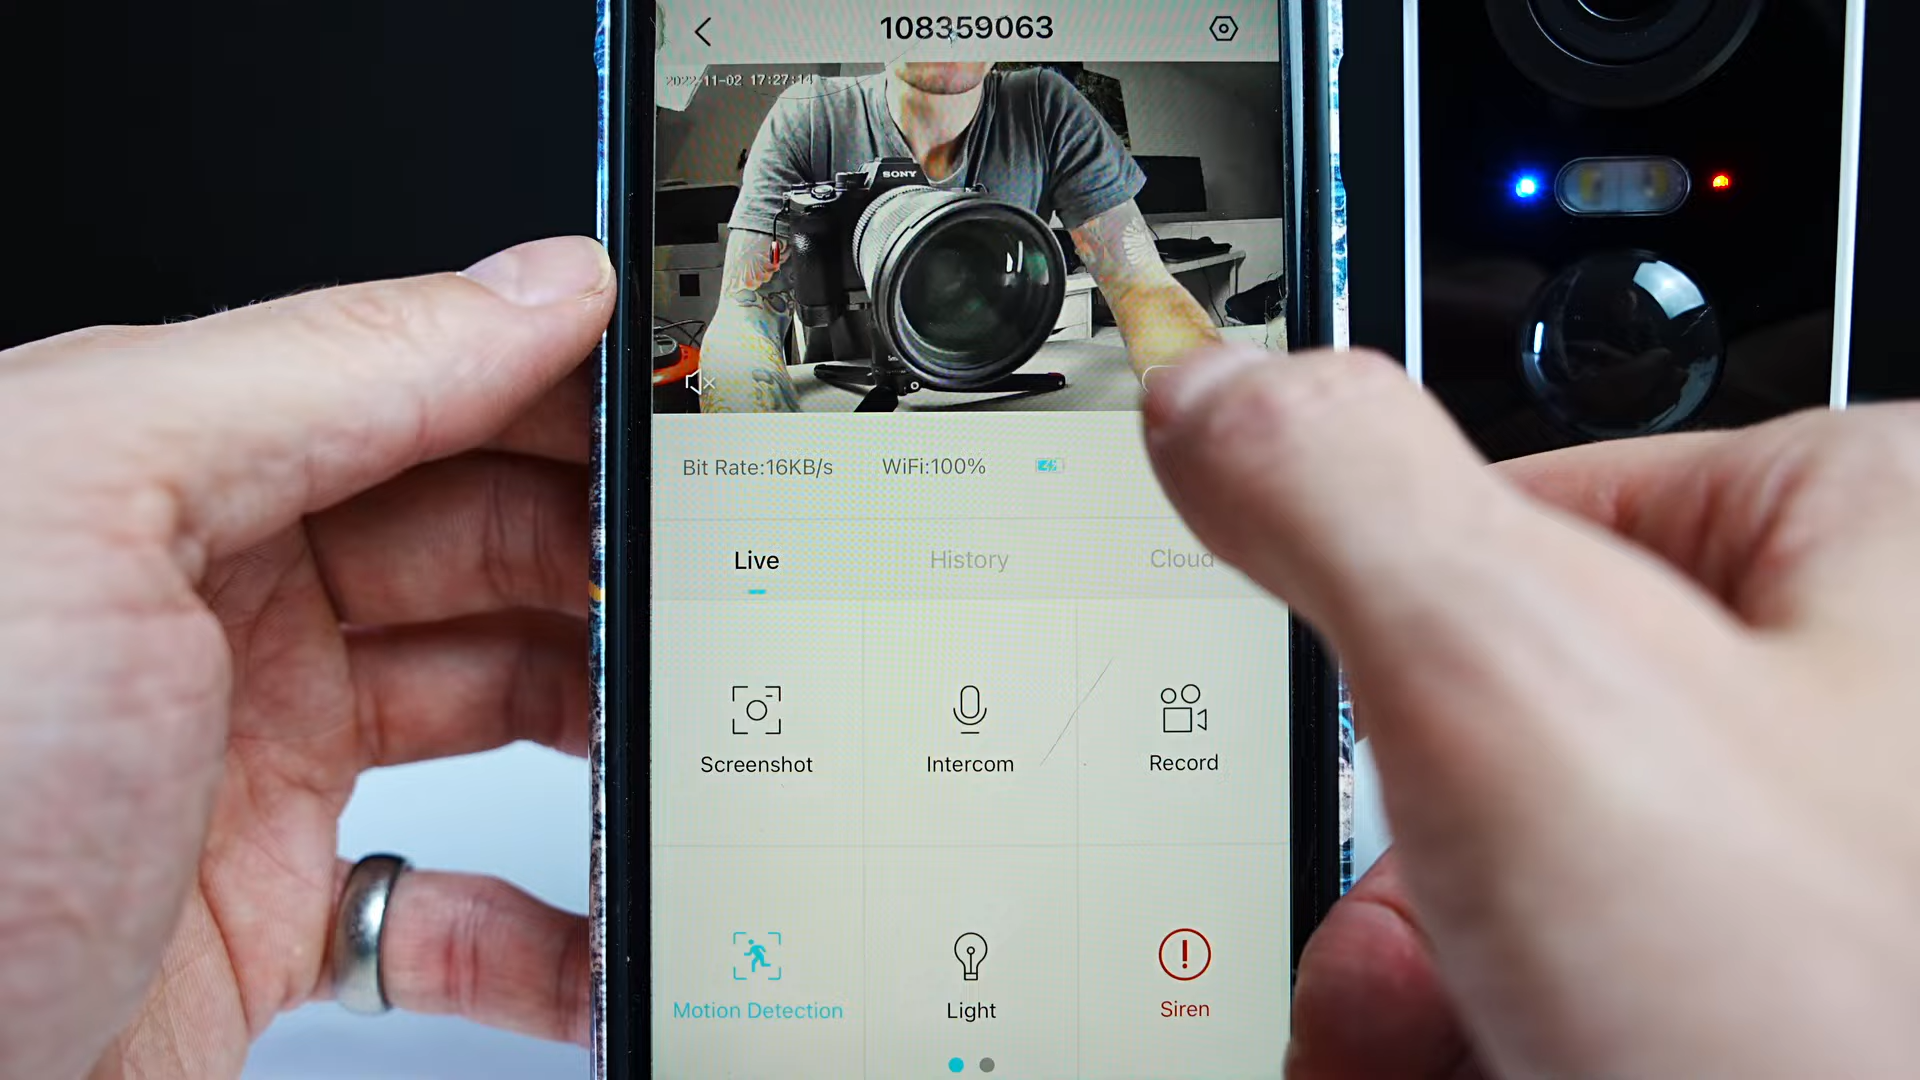 108359063
2022-11-02 17:27:14
SONY
Bit Rate:16KB/s WiFi:100%
Live History Cloud
Screenshot Intercom Record
Motion Detection Light Siren